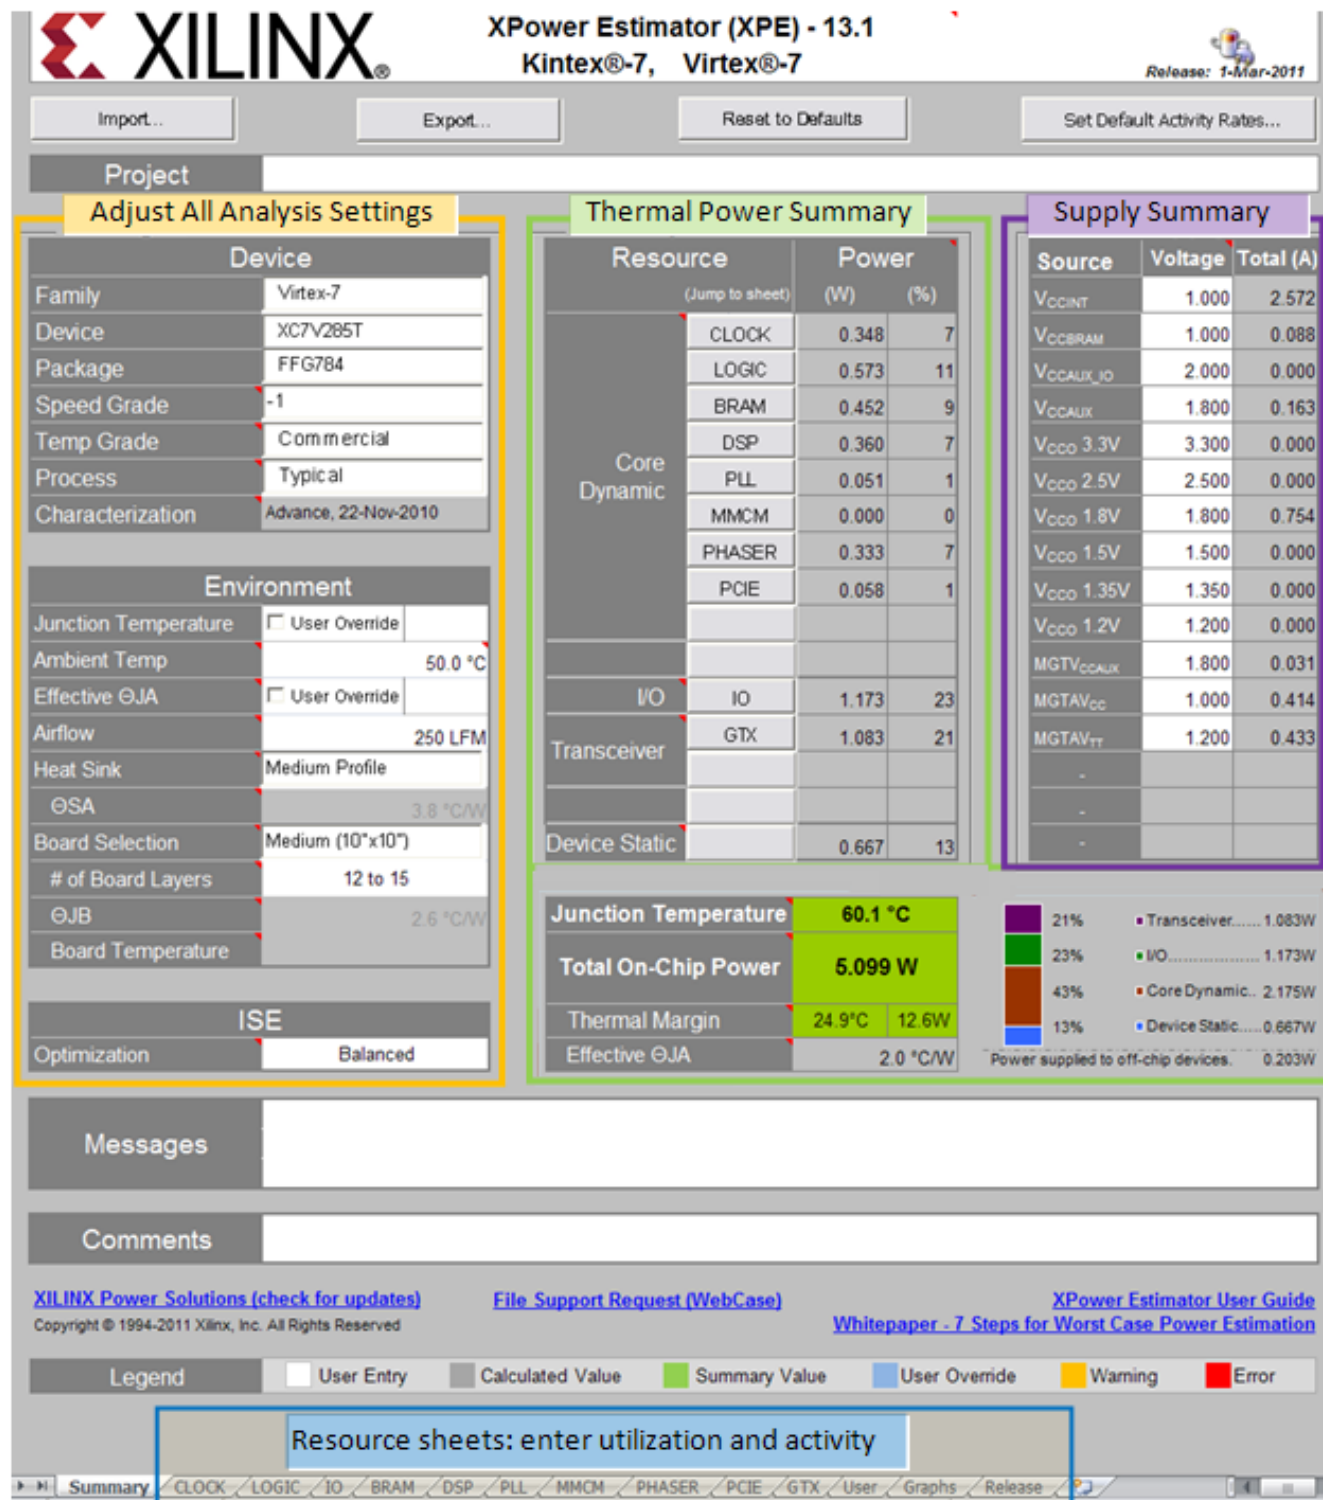 XILINX®
XPower Estimator (XPE) - 13.1
Kintex®-7, Virtex®-7
Release: 1-Mar-2011
Import... Export... Reset to Defaults Set Default Activity Rates...
Project
Adjust All Analysis Settings
Device
Family Virtex-7
Device XC7V285T
Package FFG784
Speed Grade -1
Temp Grade Commercial
Process Typical
Characterization Advance, 22-Nov-2010
Environment
Junction Temperature User Override
Ambient Temp 50.0 °C
Effective ΘJA User Override
Airflow 250 LFM
Heat Sink Medium Profile
ΘSA 3.8 °C/W
Board Selection Medium (10"x10")
# of Board Layers 12 to 15
ΘJB 2.6 °C/W
Board Temperature
ISE
Optimization Balanced
Thermal Power Summary
Resource Power
(Jump to sheet) (W) (%)
Core Dynamic
CLOCK 0.348 7
LOGIC 0.573 11
BRAM 0.452 9
DSP 0.360 7
PLL 0.051 1
MMCM 0.000 0
PHASER 0.333 7
PCIE 0.058 1
I/O IO 1.173 23
Transceiver GTX 1.083 21
Device Static 0.667 13
Junction Temperature 60.1 °C
Total On-Chip Power 5.099 W
Thermal Margin 24.9°C 12.6W
Effective ΘJA 2.0 °C/W
Supply Summary
Source Voltage Total (A)
VCCINT 1.000 2.572
VCCBRAM 1.000 0.088
VCCAUX_IO 2.000 0.000
VCCAUX 1.800 0.163
VCCO 3.3V 3.300 0.000
VCCO 2.5V 2.500 0.000
VCCO 1.8V 1.800 0.754
VCCO 1.5V 1.500 0.000
VCCO 1.35V 1.350 0.000
VCCO 1.2V 1.200 0.000
MGTVCCAUX 1.800 0.031
MGTAVCC 1.000 0.414
MGTAVTT 1.200 0.433
-
-
-
21% Transceiver...... 1.083W
23% I/O................... 1.173W
43% Core Dynamic.. 2.175W
13% Device Static.....0.667W
Power supplied to off-chip devices. 0.203W
Messages
Comments
XILINX Power Solutions (check for updates) File Support Request (WebCase) XPower Estimator User Guide
Copyright © 1994-2011 Xilinx, Inc. All Rights Reserved Whitepaper - 7 Steps for Worst Case Power Estimation
Legend User Entry Calculated Value Summary Value User Override Warning Error
Resource sheets: enter utilization and activity
Summary CLOCK LOGIC IO BRAM DSP PLL MMCM PHASER PCIE GTX User Graphs Release